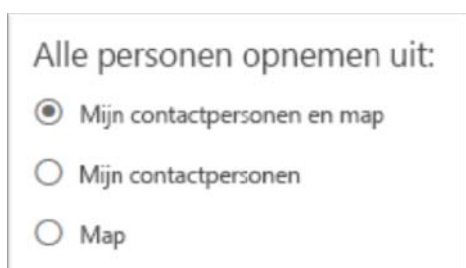 Alle personen opnemen uit:
Mijn contactpersonen en map
Mijn contactpersonen
Map